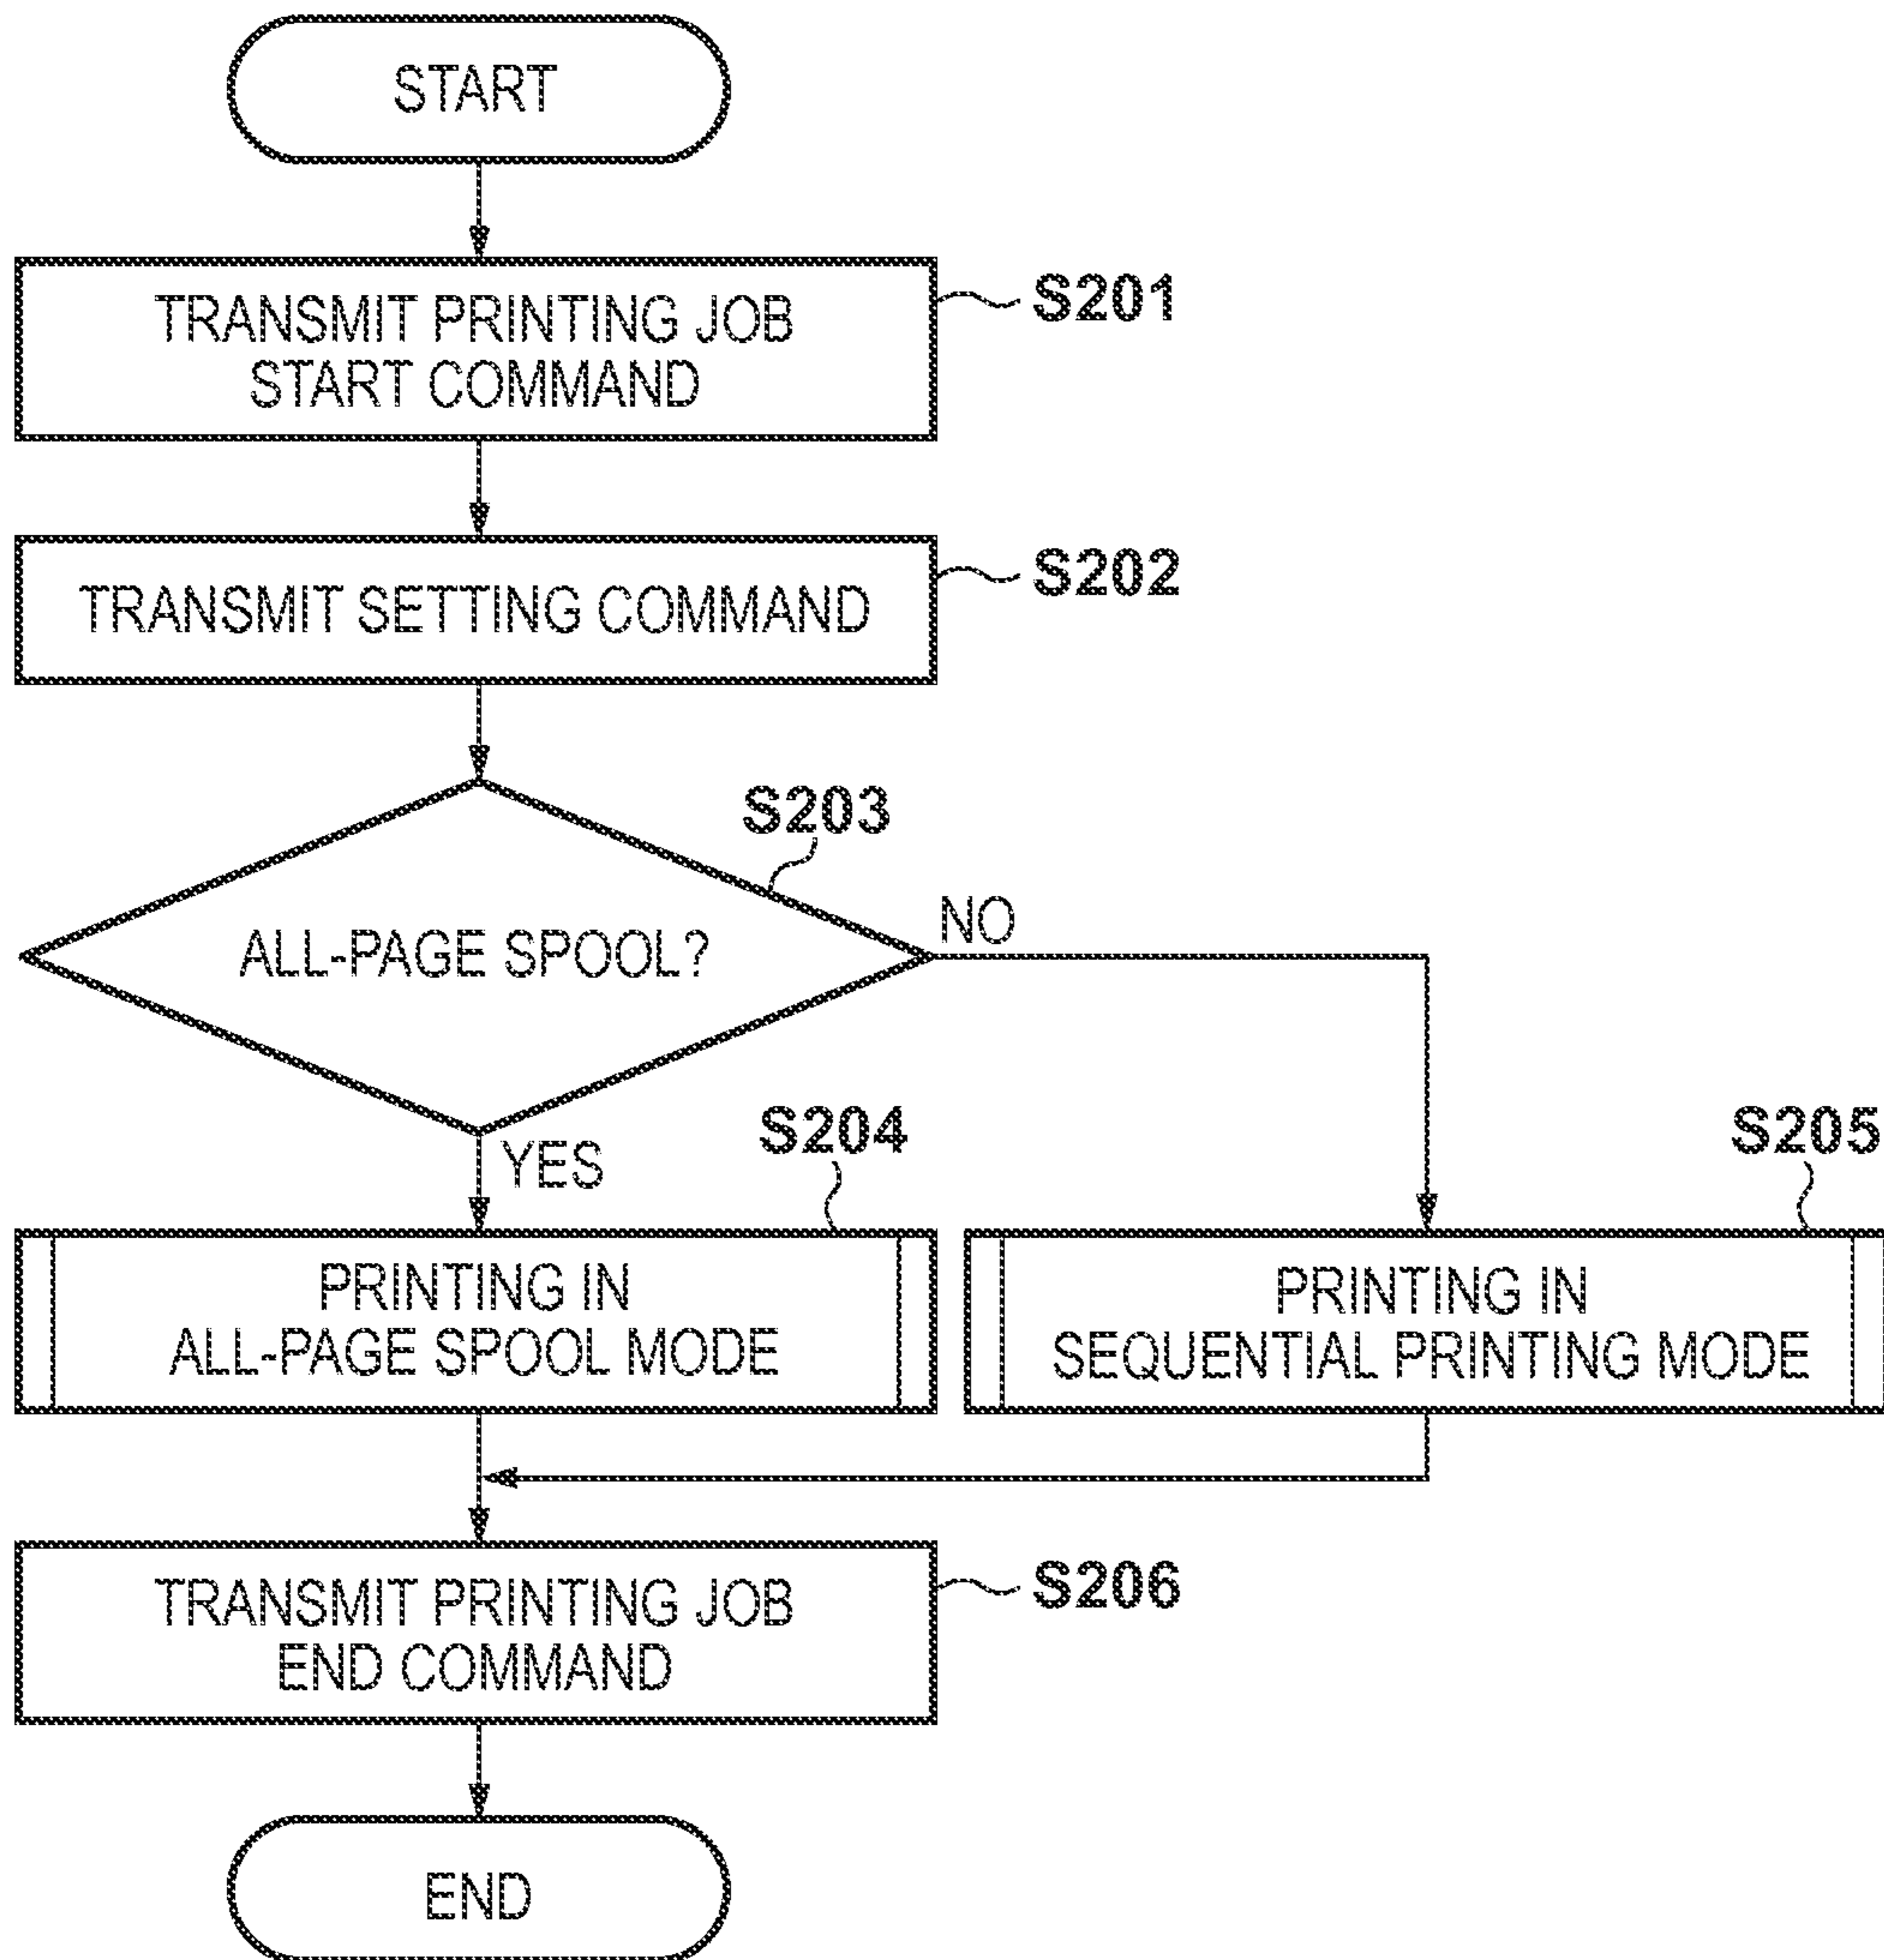 START
TRANSMIT PRINTING JOB
START COMMAND
S201
TRANSMIT SETTING COMMAND
S202
S203
ALL-PAGE SPOOL?
NO
YES
S204
S205
PRINTING IN
ALL-PAGE SPOOL MODE
PRINTING IN
SEQUENTIAL PRINTING MODE
TRANSMIT PRINTING JOB
END COMMAND
S206
END